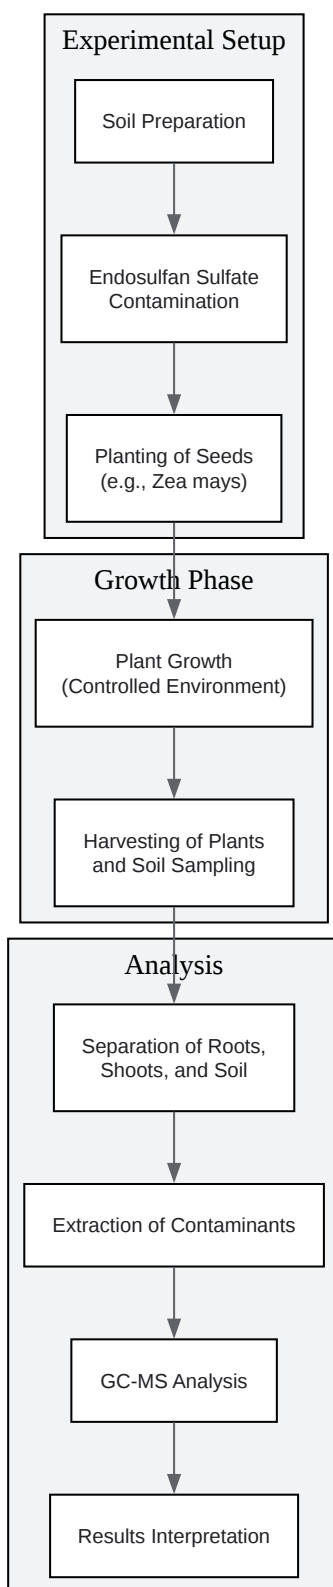 Experimental Setup
Soil Preparation
Endosulfan Sulfate
Contamination
Planting of Seeds
(e.g., Zea mays)
Growth Phase
Plant Growth
(Controlled Environment)
Harvesting of Plants
and Soil Sampling
Analysis
Separation of Roots,
Shoots, and Soil
Extraction of Contaminants
GC-MS Analysis
Results Interpretation